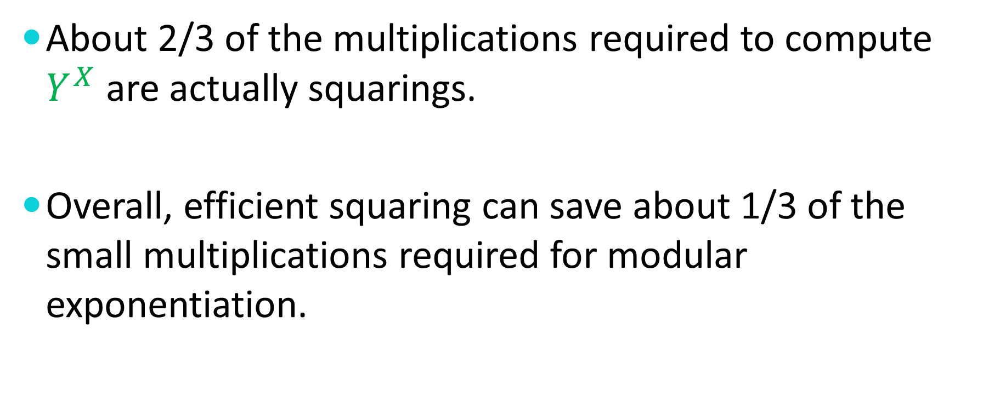 • About 2/3 of the multiplications required to compute
Y^X are actually squarings.
• Overall, efficient squaring can save about 1/3 of the
small multiplications required for modular
exponentiation.